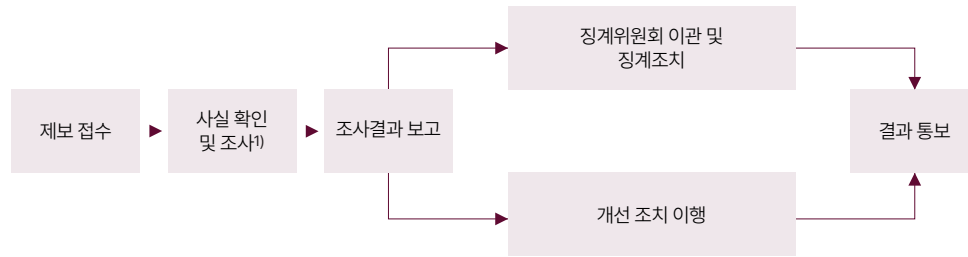 제보 접수
사실 확인
및 조사1)
조사결과 보고
징계위원회 이관 및
징계조치
개선 조치 이행
결과 통보